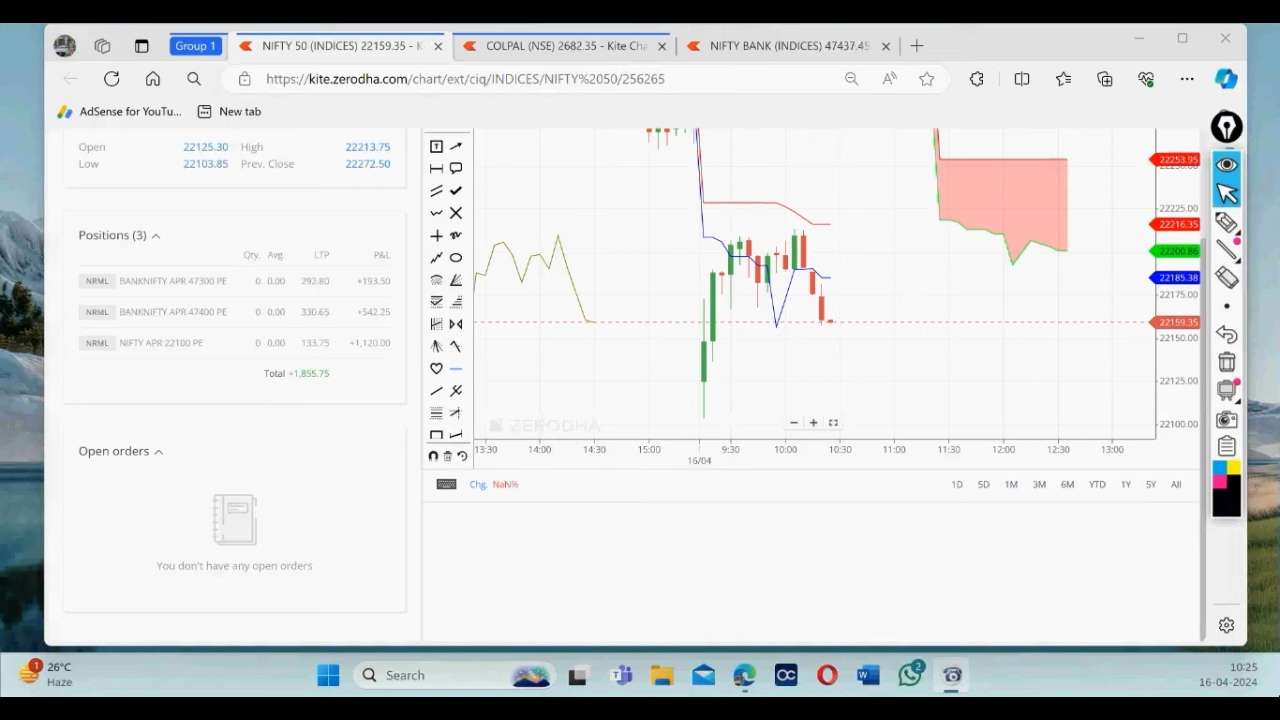 Group 1
NIFTY 50 (INDICES) 22159.35 - K
COLPAL (NSE) 2682.35 - Kite Cha
NIFTY BANK (INDICES) 47437.45
https://kite.zerodha.com/chart/ext/ciq/INDICES/NIFTY%2050/256265
AdSense for YouTu...
New tab
Open 22125.30 High 22213.75
Low 22103.85 Prev. Close 22272.50
Positions (3)
Qty. Avg. LTP P&L
NRML BANKNIFTY APR 47300 PE 0 0.00 292.80 +193.50
NRML BANKNIFTY APR 47400 PE 0 0.00 330.65 +542.25
NRML NIFTY APR 22100 PE 0 0.00 133.75 +1,120.00
Total +1,855.75
Open orders
You don't have any open orders
22253.95
22225.00
22216.35
22200.86
22185.38
22175.00
22159.35
22150.00
22125.00
22100.00
ZERODHA
13:30 14:00 14:30 15:00 9:30 10:00 10:30 11:00 11:30 12:00 12:30 13:00
16/04
Chg. NaN%
1D 5D 1M 3M 6M YTD 1Y 5Y All
1
26°C
Haze
Search
2
10:25
16-04-2024